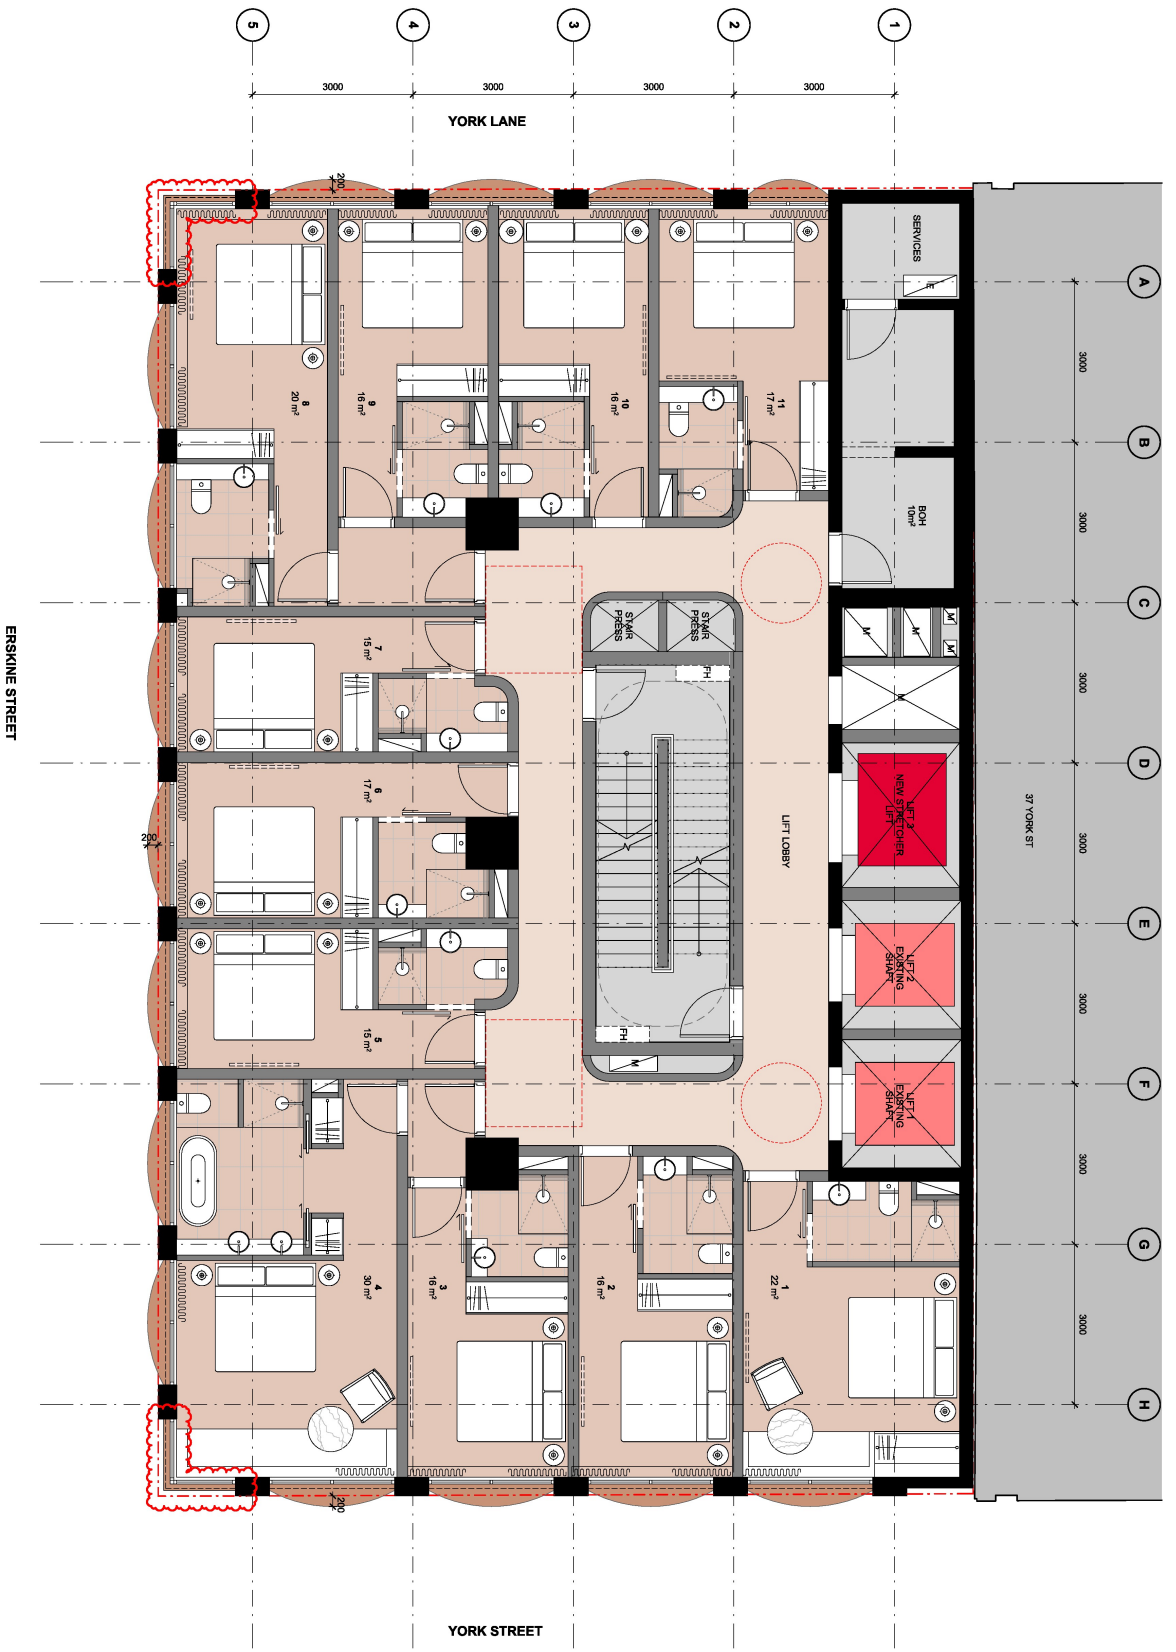 5
4
3
2
1
3000
3000
3000
3000
YORK LANE
200
SERVICES
E
A
3000
8
20 m²
9
16 m²
10
16 m²
11
17 m²
B
BOH
10m²
3000
C
STAIR
PRESS
STAIR
PRESS
M
M
M
M
FH
7
15 m²
M
3000
ERSKINE STREET
D
6
17 m²
LIFT LOBBY
LIFT 3
NEW STRETCHER
LIFT
37 YORK ST
200
3000
E
LIFT 2
EXISTING
SHAFT
3000
5
15 m²
FH
M
F
LIFT 1
EXISTING
SHAFT
3000
G
4
30 m²
3
16 m²
2
16 m²
1
22 m²
3000
H
200
YORK STREET